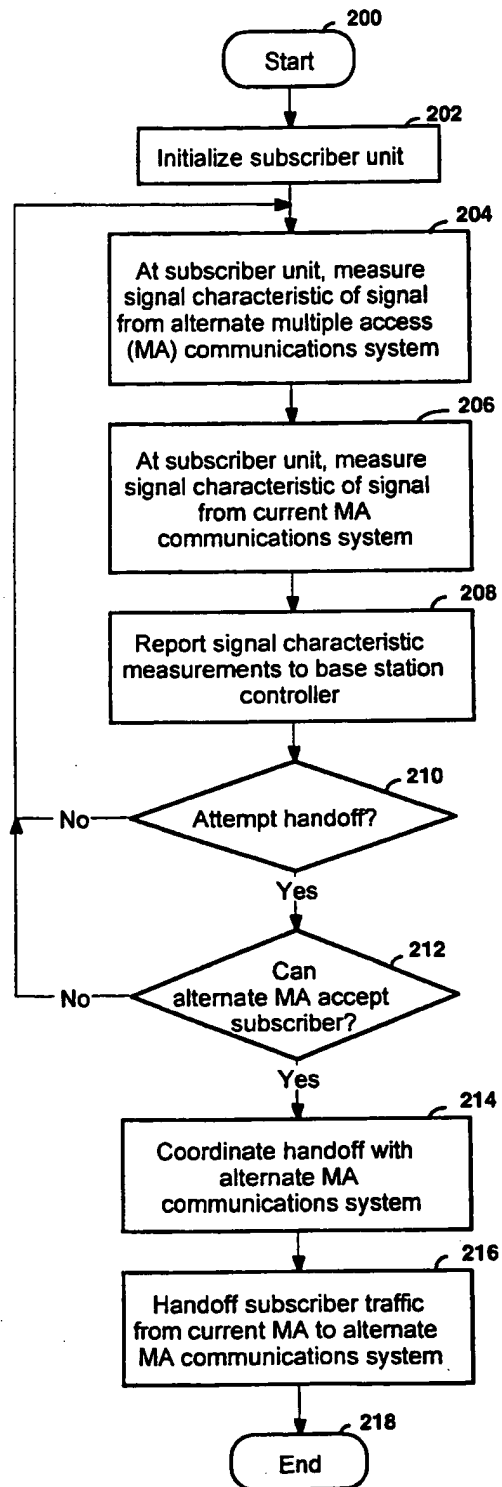 200
Start
202
Initialize subscriber unit
204
At subscriber unit, measure
signal characteristic of signal
from alternate multiple access
(MA) communications system
206
At subscriber unit, measure
signal characteristic of signal
from current MA
communications system
208
Report signal characteristic
measurements to base station
controller
210
Attempt handoff?
No
Yes
212
Can
alternate MA accept
subscriber?
No
Yes
214
Coordinate handoff with
alternate MA
communications system
216
Handoff subscriber traffic
from current MA to alternate
MA communications system
218
End